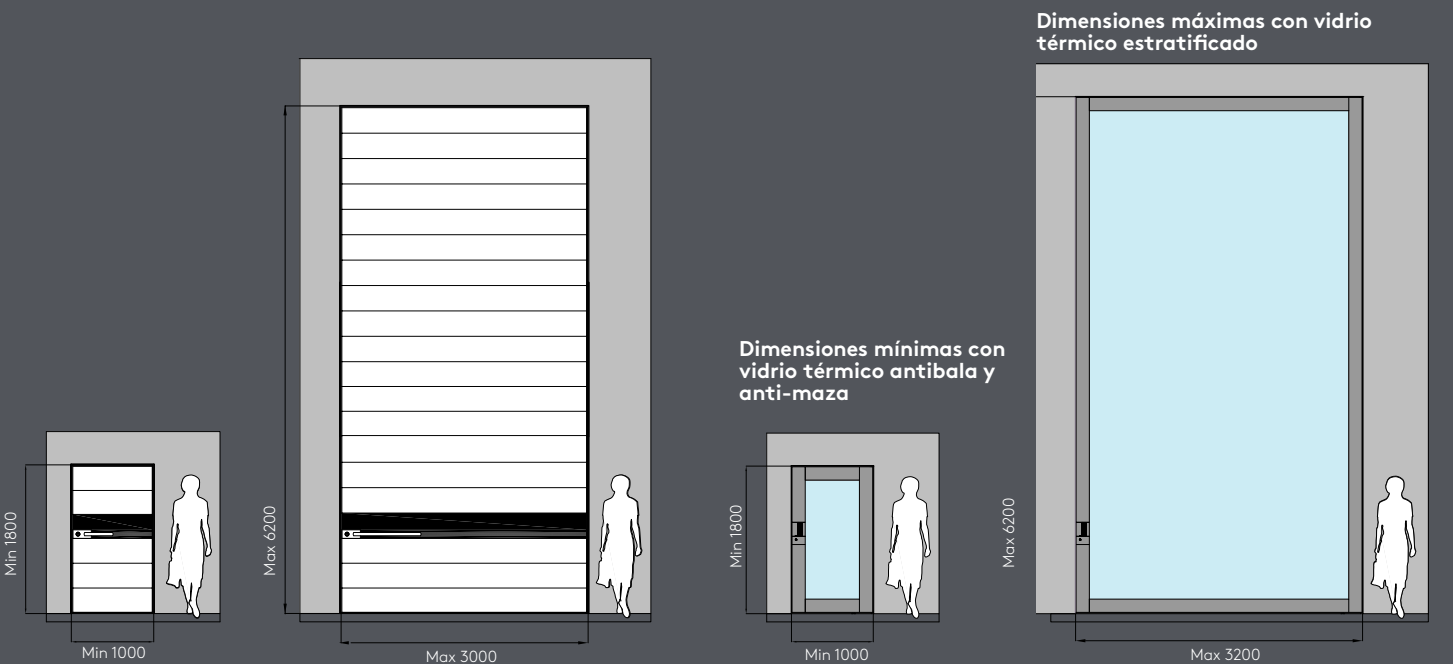 Dimensiones máximas con vidrio
térmico estratificado
Dimensiones mínimas con
vidrio térmico antibala y
anti-maza
Min 1800
Min 1000
Max 6200
Max 3000
Min 1800
Min 1000
Max 6200
Max 3200